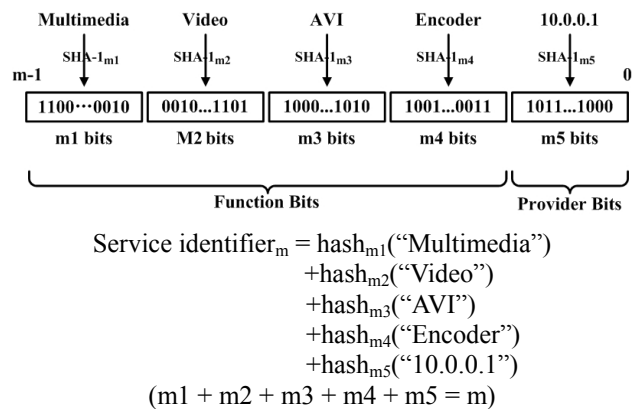 Multimedia Video AVI Encoder 10.0.0.1
SHA-1m1 SHA-1m2 SHA-1m3 SHA-1m4 SHA-1m5
m-1 0
1100···0010 0010...1101 1000...1010 1001...0011 1011...1000
m1 bits M2 bits m3 bits m4 bits m5 bits
Function Bits Provider Bits
Service identifierm = hashm1(“Multimedia”)
+hashm2(“Video”)
+hashm3(“AVI”)
+hashm4(“Encoder”)
+hashm5(“10.0.0.1”)
(m1 + m2 + m3 + m4 + m5 = m)